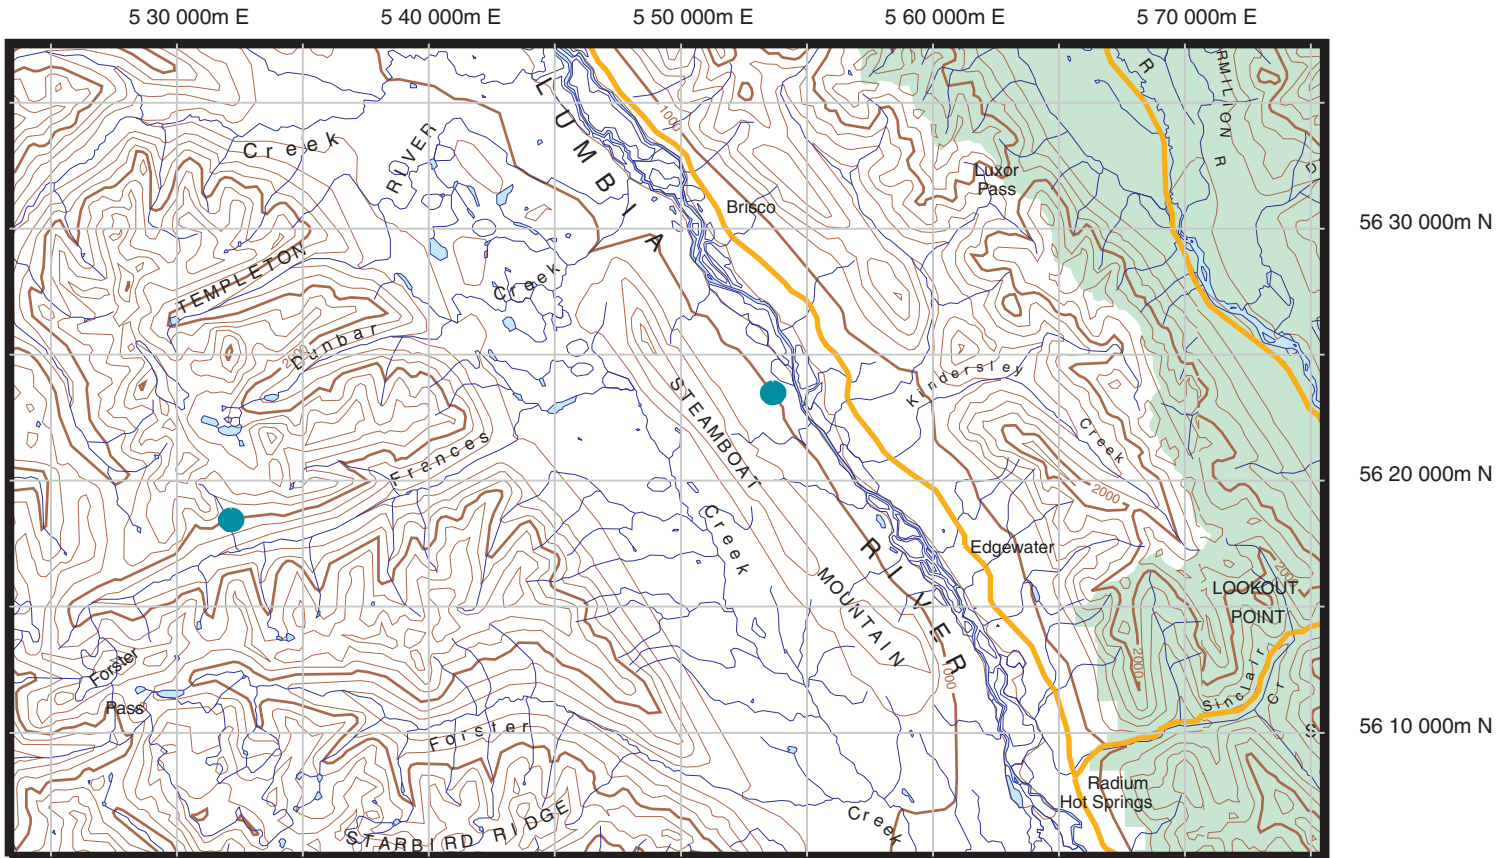 5 30 000m E 5 40 000m E 5 50 000m E 5 60 000m E 5 70 000m E
56 30 000m N
56 20 000m N
56 10 000m N
R
RMILION R
LUMBIA
1000
Creek
RIVER
Luxor
Pass
Brisco
TEMPLETON
Creek
Dunbar
2000
Kindersley
Creek
STEAMBOAT
MOUNTAIN
Frances
Creek
2000
RIVER
Edgewater
LOOKOUT
POINT
2000
Forster
Pass
1000
Sinclair
Cr
S
Forster
Radium
Hot Springs
STARBIRD RIDGE
Creek